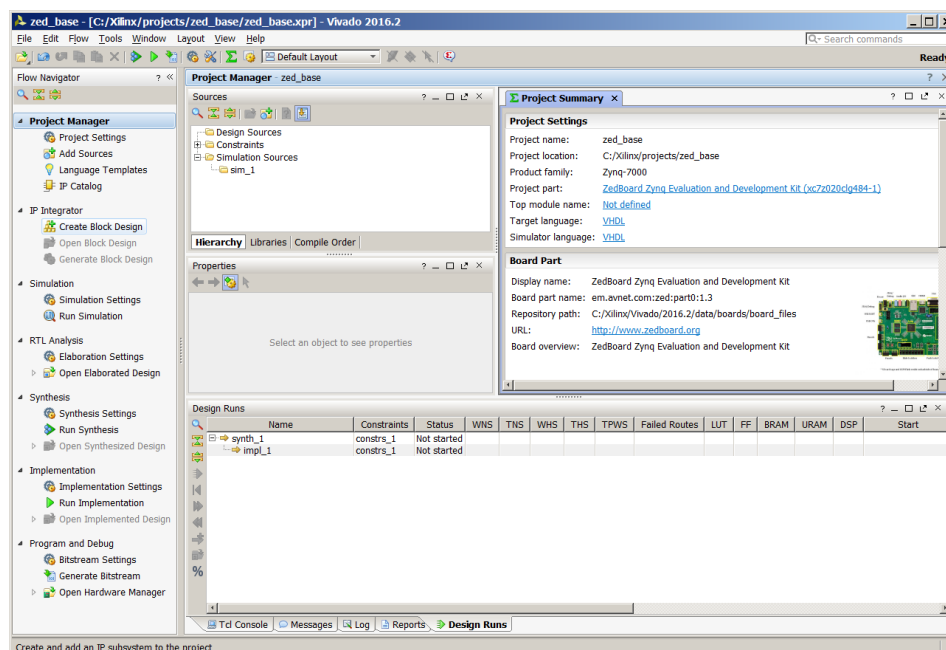 zed_base - [C:/Xilinx/projects/zed_base/zed_base.xpr] - Vivado 2016.2
File Edit Flow Tools Window Layout View Help
Search commands
Default Layout
Ready
Flow Navigator
Project Manager - zed_base
Project Manager
Project Settings
Add Sources
Language Templates
IP Catalog
IP Integrator
Create Block Design
Open Block Design
Generate Block Design
Simulation
Simulation Settings
Run Simulation
RTL Analysis
Elaboration Settings
Open Elaborated Design
Synthesis
Synthesis Settings
Run Synthesis
Open Synthesized Design
Implementation
Implementation Settings
Run Implementation
Open Implemented Design
Program and Debug
Bitstream Settings
Generate Bitstream
Open Hardware Manager
Sources
Design Sources
Constraints
Simulation Sources
sim_1
Hierarchy Libraries Compile Order
Properties
Select an object to see properties
Project Summary
Project Settings
Project name: zed_base
Project location: C:/Xilinx/projects/zed_base
Product family: Zynq-7000
Project part: ZedBoard Zynq Evaluation and Development Kit (xc7z020clg484-1)
Top module name: Not defined
Target language: VHDL
Simulator language: VHDL
Board Part
Display name: ZedBoard Zynq Evaluation and Development Kit
Board part name: em.avnet.com:zed:part0:1.3
Repository path: C:/Xilinx/Vivado/2016.2/data/boards/board_files
URL: http://www.zedboard.org
Board overview: ZedBoard Zynq Evaluation and Development Kit
Design Runs
Name Constraints Status WNS TNS WHS THS TPWS Failed Routes LUT FF BRAM URAM DSP Start
synth_1 constrs_1 Not started
impl_1 constrs_1 Not started
Tcl Console Messages Log Reports Design Runs
Create and add an IP subsystem to the project